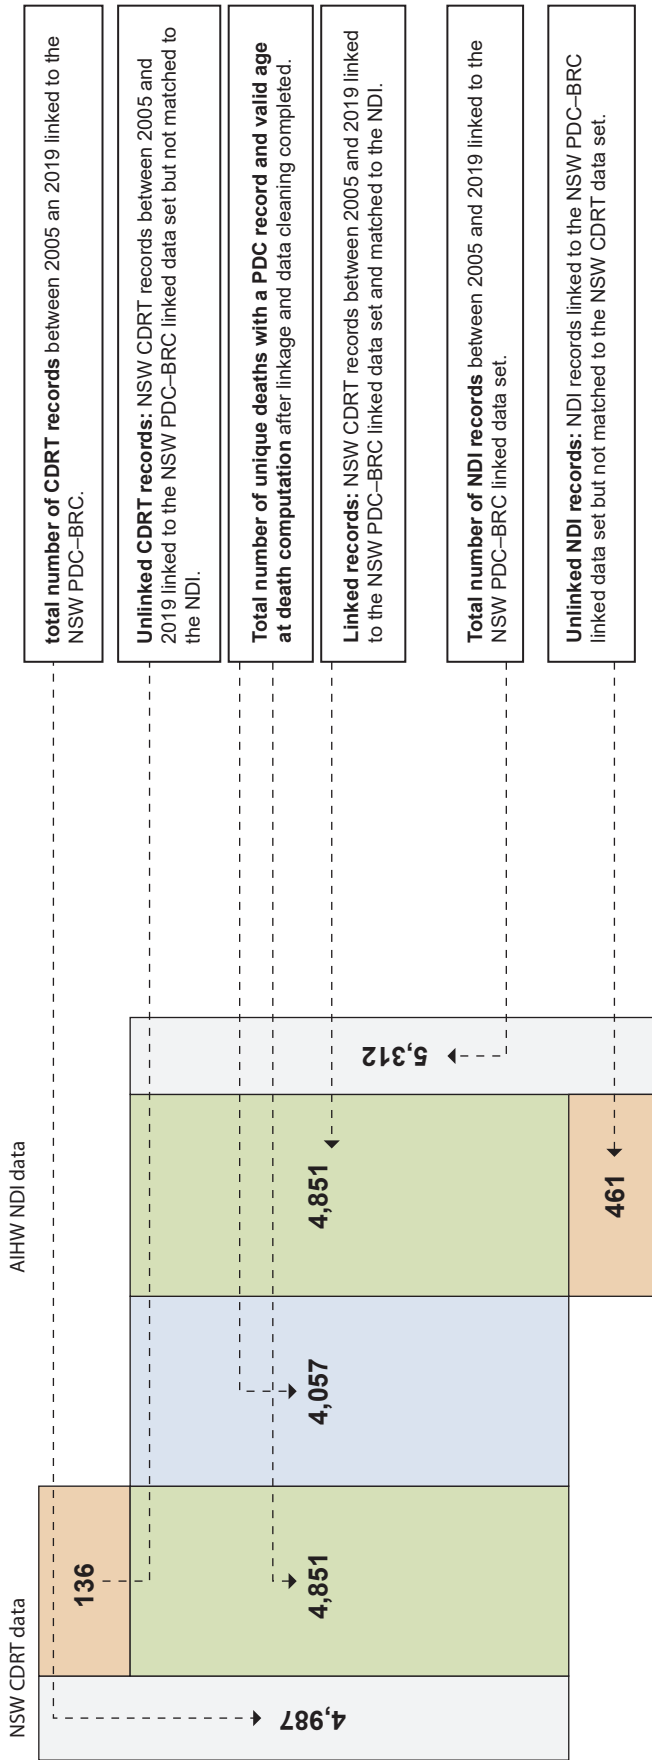 NSW CDRT data
AIHW NDI data
4,987
136
4,851
4,057
4,851
461
5,312
total number of CDRT records between 2005 an 2019 linked to the
NSW PDC–BRC.
Unlinked CDRT records: NSW CDRT records between 2005 and
2019 linked to the NSW PDC–BRC linked data set but not matched to
the NDI.
Total number of unique deaths with a PDC record and valid age
at death computation after linkage and data cleaning completed.
Linked records: NSW CDRT records between 2005 and 2019 linked
to the NSW PDC–BRC linked data set and matched to the NDI.
Total number of NDI records between 2005 and 2019 linked to the
NSW PDC–BRC linked data set.
Unlinked NDI records: NDI records linked to the NSW PDC–BRC
linked data set but not matched to the NSW CDRT data set.